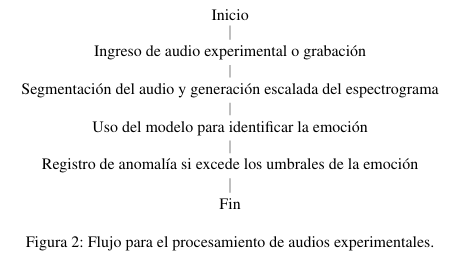 Inicio
Ingreso de audio experimental o grabación
Segmentación del audio y generación escalada del espectrograma
Uso del modelo para identificar la emoción
Registro de anomalía si excede los umbrales de la emoción
Fin
Figura 2: Flujo para el procesamiento de audios experimentales.